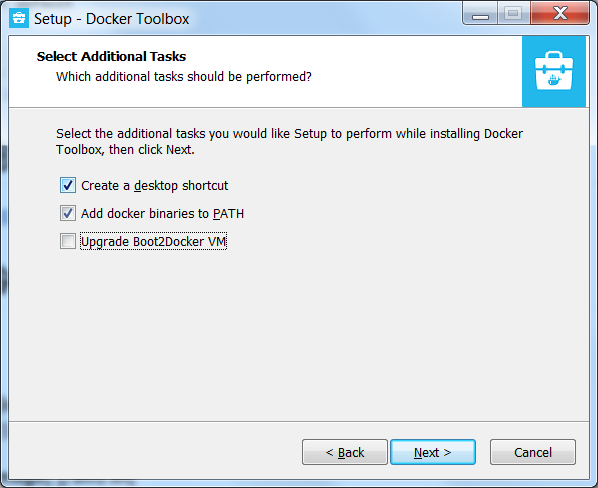 Setup - Docker Toolbox
Select Additional Tasks
Which additional tasks should be performed?
Select the additional tasks you would like Setup to perform while installing Docker
Toolbox, then click Next.
Create a desktop shortcut
Add docker binaries to PATH
Upgrade Boot2Docker VM
< Back
Next >
Cancel